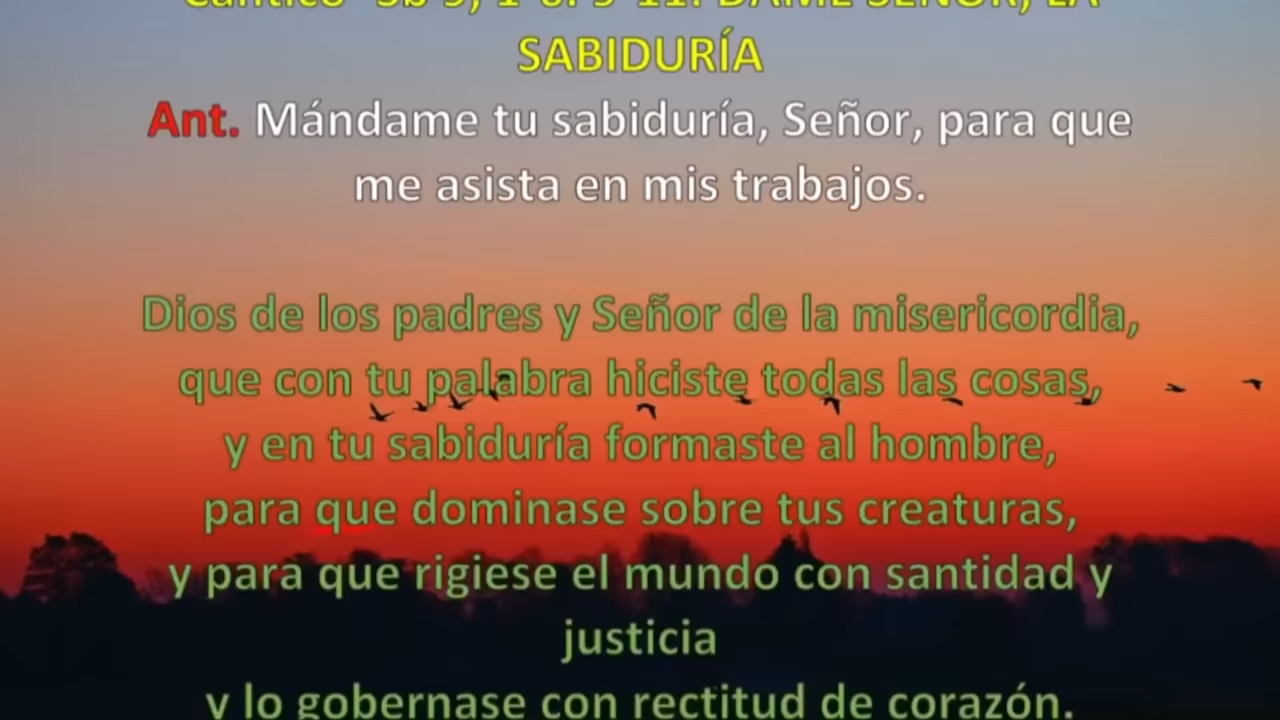 Cántico Sb 9, 1-6. 9-11: DAME SEÑOR, LA
SABIDURÍA
Ant. Mándame tu sabiduría, Señor, para que
me asista en mis trabajos.
Dios de los padres y Señor de la misericordia,
que con tu palabra hiciste todas las cosas,
y en tu sabiduría formaste al hombre,
para que dominase sobre tus creaturas,
y para que rigiese el mundo con santidad y
justicia
y lo gobernase con rectitud de corazón.